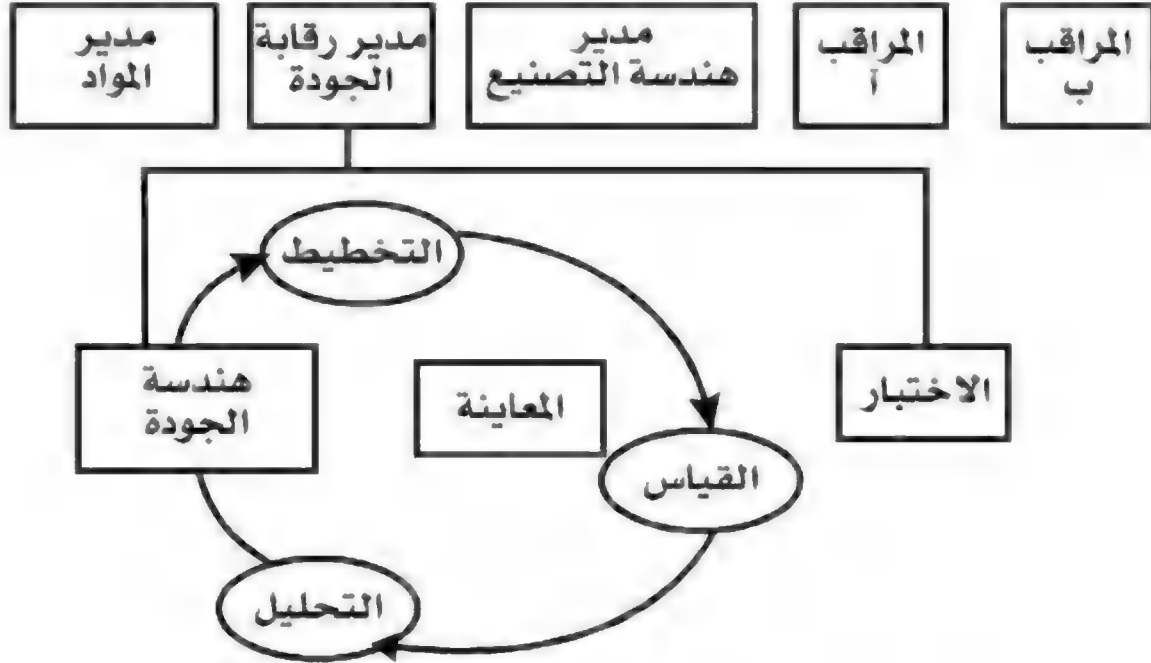 المراقب
ب
المراقب
آ
مدير
هندسة التصنيع
مدير رقابة
الجودة
مدير
المواد
التخطيط
الاختبار
المعاينة
هندسة
الجودة
القياس
التحليل